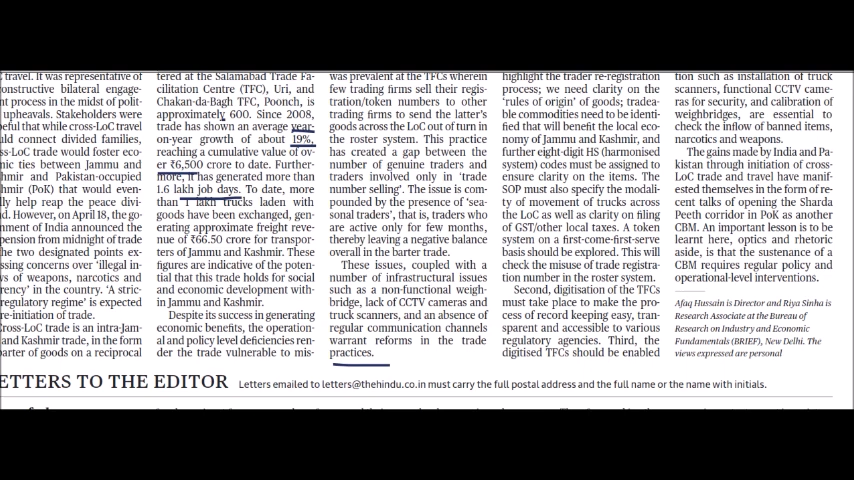 travel. It was representative of
onstructive bilateral engage-
nt process in the midst of polit-
upheavals. Stakeholders were
eful that while cross-LoC travel
uld connect divided families,
ss-LoC trade would foster eco-
nic ties between Jammu and
hmir and Pakistan-occupied
hmir (PoK) that would even-
lly help reap the peace divi-
d. However, on April 18, the go-
nment of India announced the
pension from midnight of trade
he two designated points ex-
ssing concerns over 'illegal in-
vs of weapons, narcotics and
rency' in the country. 'A stric-
regulatory regime' is expected
re-initiation of trade.
Cross-LoC trade is an intra-Jam-
and Kashmir trade, in the form
arter of goods on a reciprocal
tered at the Salamabad Trade Fa-
cilitation Centre (TFC), Uri, and
Chakan-da-Bagh TFC, Poonch, is
approximately 600. Since 2008,
trade has shown an average year-
on-year growth of about 19%,
reaching a cumulative value of ov-
er ₹6,500 crore to date. Further-
more, it has generated more than
1.6 lakh job days. To date, more
than 1 lakh trucks laden with
goods have been exchanged, gen-
erating approximate freight reve-
nue of ₹66.50 crore for transpor-
ters of Jammu and Kashmir. These
figures are indicative of the poten-
tial that this trade holds for social
and economic development with-
in Jammu and Kashmir.
Despite its success in generating
economic benefits, the operation-
al and policy level deficiencies ren-
der the trade vulnerable to mis-
was prevalent at the TFCs wherein
few trading firms sell their regis-
tration/token numbers to other
trading firms to send the latter's
goods across the LoC out of turn in
the roster system. This practice
has created a gap between the
number of genuine traders and
traders involved only in 'trade
number selling'. The issue is com-
pounded by the presence of 'sea-
sonal traders', that is, traders who
are active only for few months,
thereby leaving a negative balance
overall in the barter trade.
These issues, coupled with a
number of infrastructural issues
such as a non-functional weigh-
bridge, lack of CCTV cameras and
truck scanners, and an absence of
regular communication channels
warrant reforms in the trade
practices.
highlight the trader re-registration
process; we need clarity on the
'rules of origin' of goods; tradea-
ble commodities need to be identi-
fied that will benefit the local eco-
nomy of Jammu and Kashmir, and
further eight-digit HS (harmonised
system) codes must be assigned to
ensure clarity on the items. The
SOP must also specify the modali-
ty of movement of trucks across
the LoC as well as clarity on filing
of GST/other local taxes. A token
system on a first-come-first-serve
basis should be explored. This will
check the misuse of trade registra-
tion number in the roster system.
Second, digitisation of the TFCs
must take place to make the pro-
cess of record keeping easy, tran-
sparent and accessible to various
regulatory agencies. Third, the
digitised TFCs should be enabled
tion such as installation of truck
scanners, functional CCTV came-
ras for security, and calibration of
weighbridges, are essential to
check the inflow of banned items,
narcotics and weapons.
The gains made by India and Pa-
kistan through initiation of cross-
LoC trade and travel have manif-
ested themselves in the form of re-
cent talks of opening the Sharda
Peeth corridor in PoK as another
CBM. An important lesson to be
learnt here, optics and rhetoric
aside, is that the sustenance of a
CBM requires regular policy and
operational-level interventions.
Afaq Hussain is Director and Riya Sinha is
Research Associate at the Bureau of
Research on Industry and Economic
Fundamentals (BRIEF), New Delhi. The
views expressed are personal
ETTERS TO THE EDITOR Letters emailed to letters@thehindu.co.in must carry the full postal address and the full name or the name with initials.